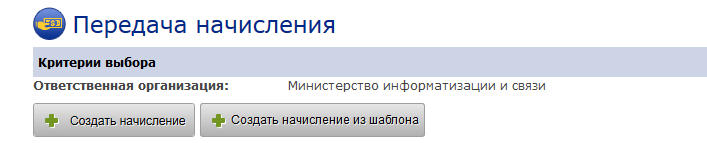 Передача начисления
Критерии выбора
Ответственная организация: Министерство информатизации и связи
Создать начисление Создать начисление из шаблона